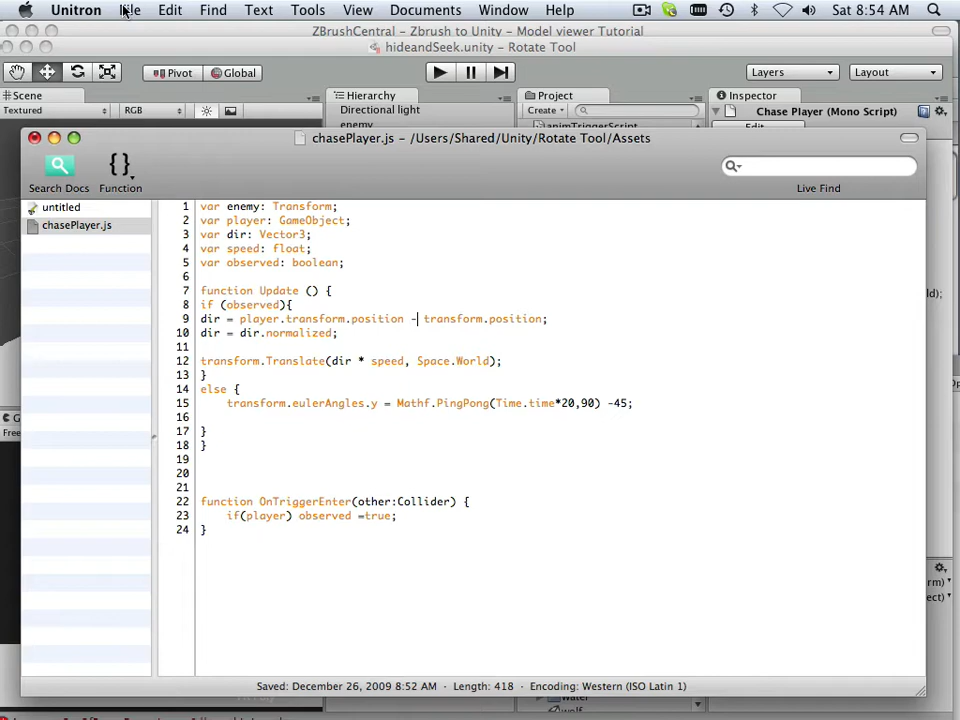 Unitron File Edit Find Text Tools View Documents Window Help Sat 8:54 AM
ZBrushCentral - Zbrush to Unity - Model viewer Tutorial
hideandSeek.unity - Rotate Tool
Pivot Global Layers Layout
Scene Hierarchy Project Inspector
Textured RGB Directional light Create Chase Player (Mono Script)
enemy animTriggerScript Edit
chasePlayer.js – /Users/Shared/Unity/Rotate Tool/Assets
Search Docs Function Live Find
untitled
chasePlayer.js
1 var enemy: Transform;
2 var player: GameObject;
3 var dir: Vector3;
4 var speed: float;
5 var observed: boolean;
6
7 function Update () {
8 if (observed){
9 dir = player.transform.position - transform.position;
10 dir = dir.normalized;
11
12 transform.Translate(dir * speed, Space.World);
13 }
14 else {
15 transform.eulerAngles.y = Mathf.PingPong(Time.time*20,90) -45;
16
17 }
18 }
19
20
21
22 function OnTriggerEnter(other:Collider) {
23 if(player) observed =true;
24 }
Free
Saved: December 26, 2009 8:52 AM - Length: 418 - Encoding: Western (ISO Latin 1)
wolf